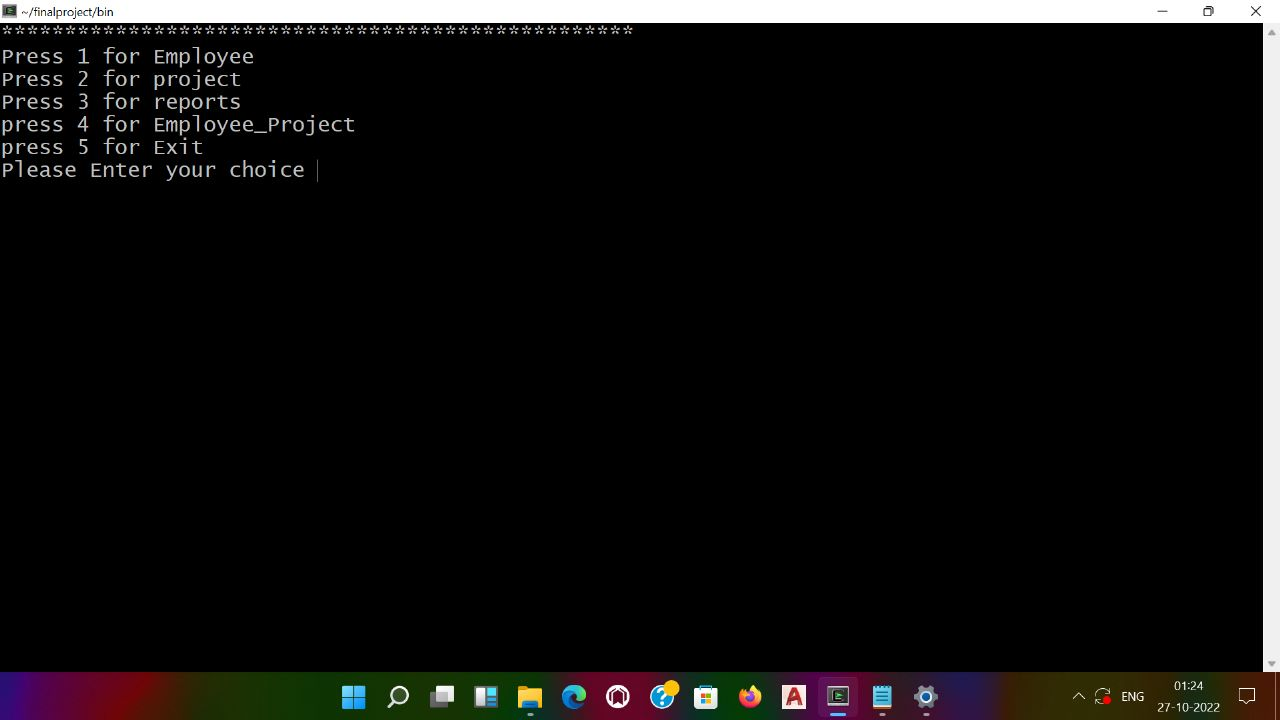 ~/finalproject/bin
**************************************************
Press 1 for Employee
Press 2 for project
Press 3 for reports
press 4 for Employee_Project
press 5 for Exit
Please Enter your choice
ENG
01:24
27-10-2022